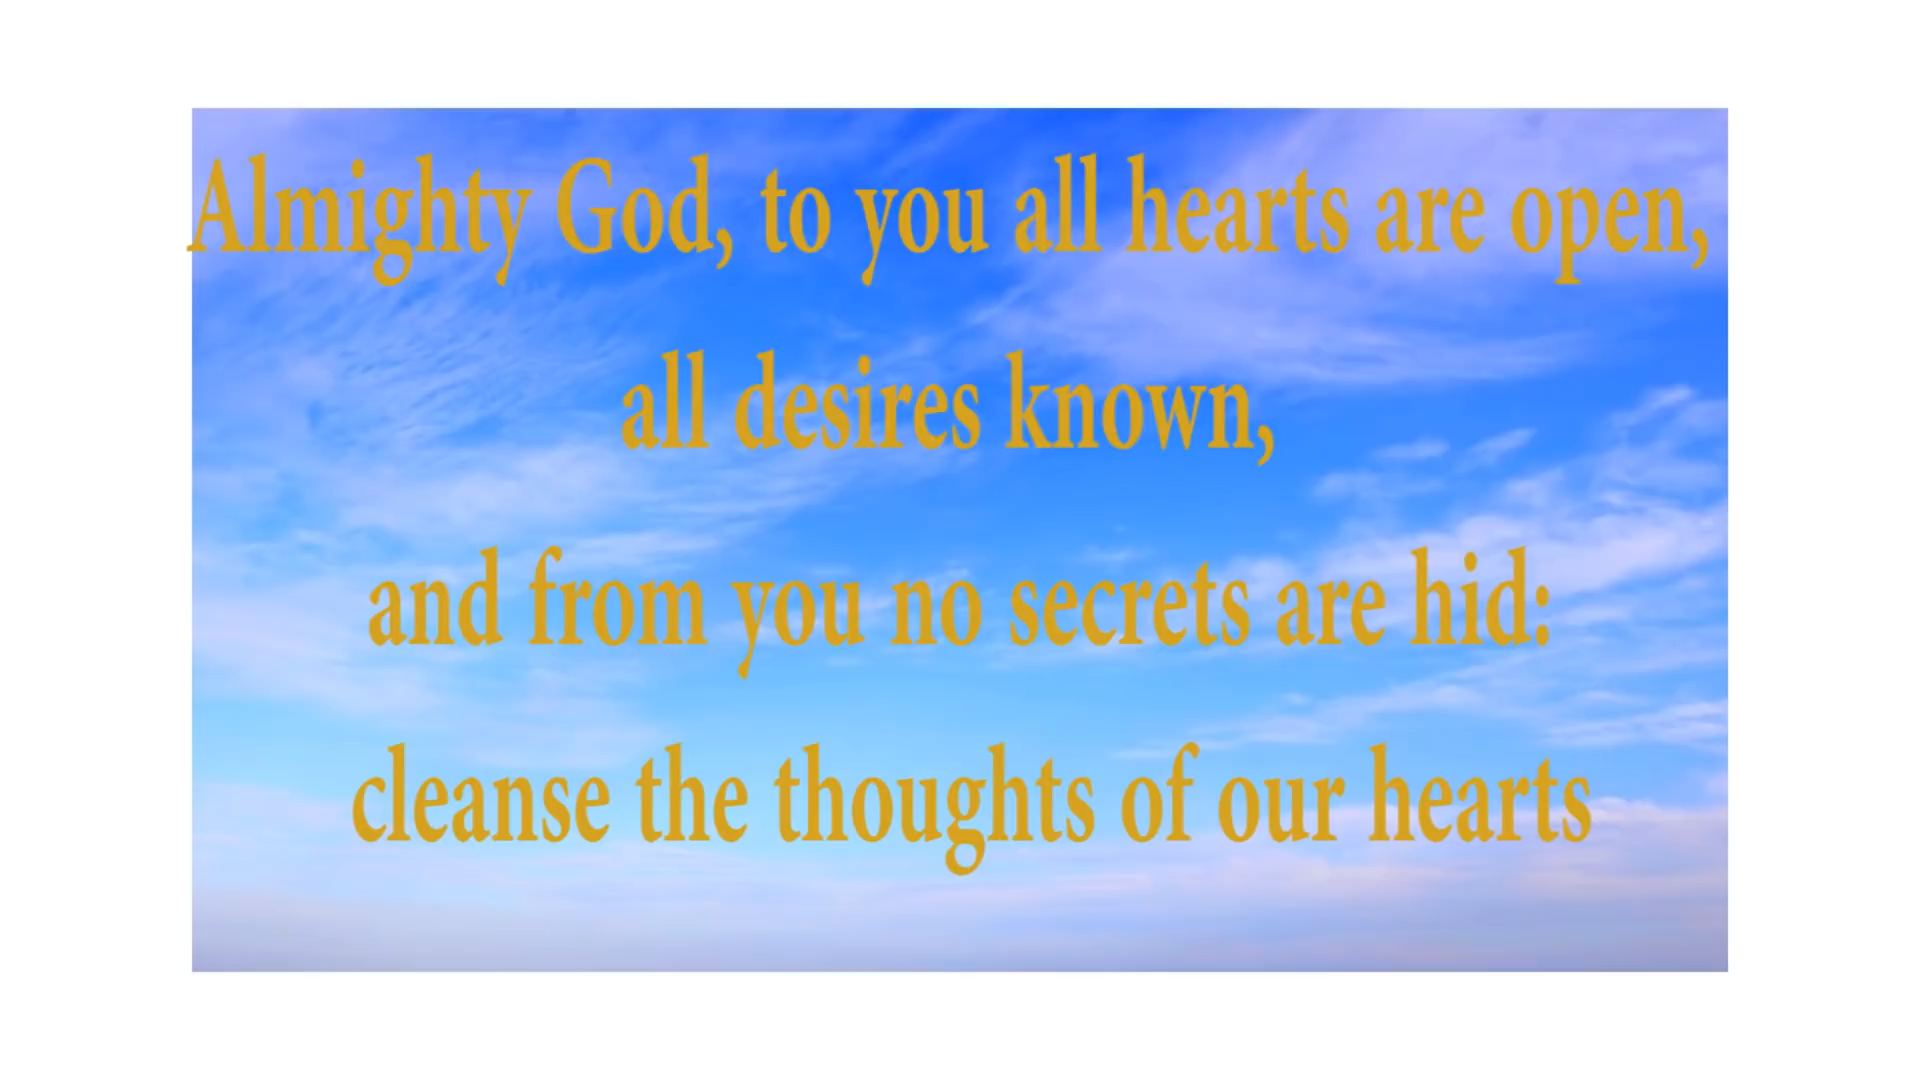 Almighty God, to you all hearts are open,
all desires known,
and from you no secrets are hid:
cleanse the thoughts of our hearts